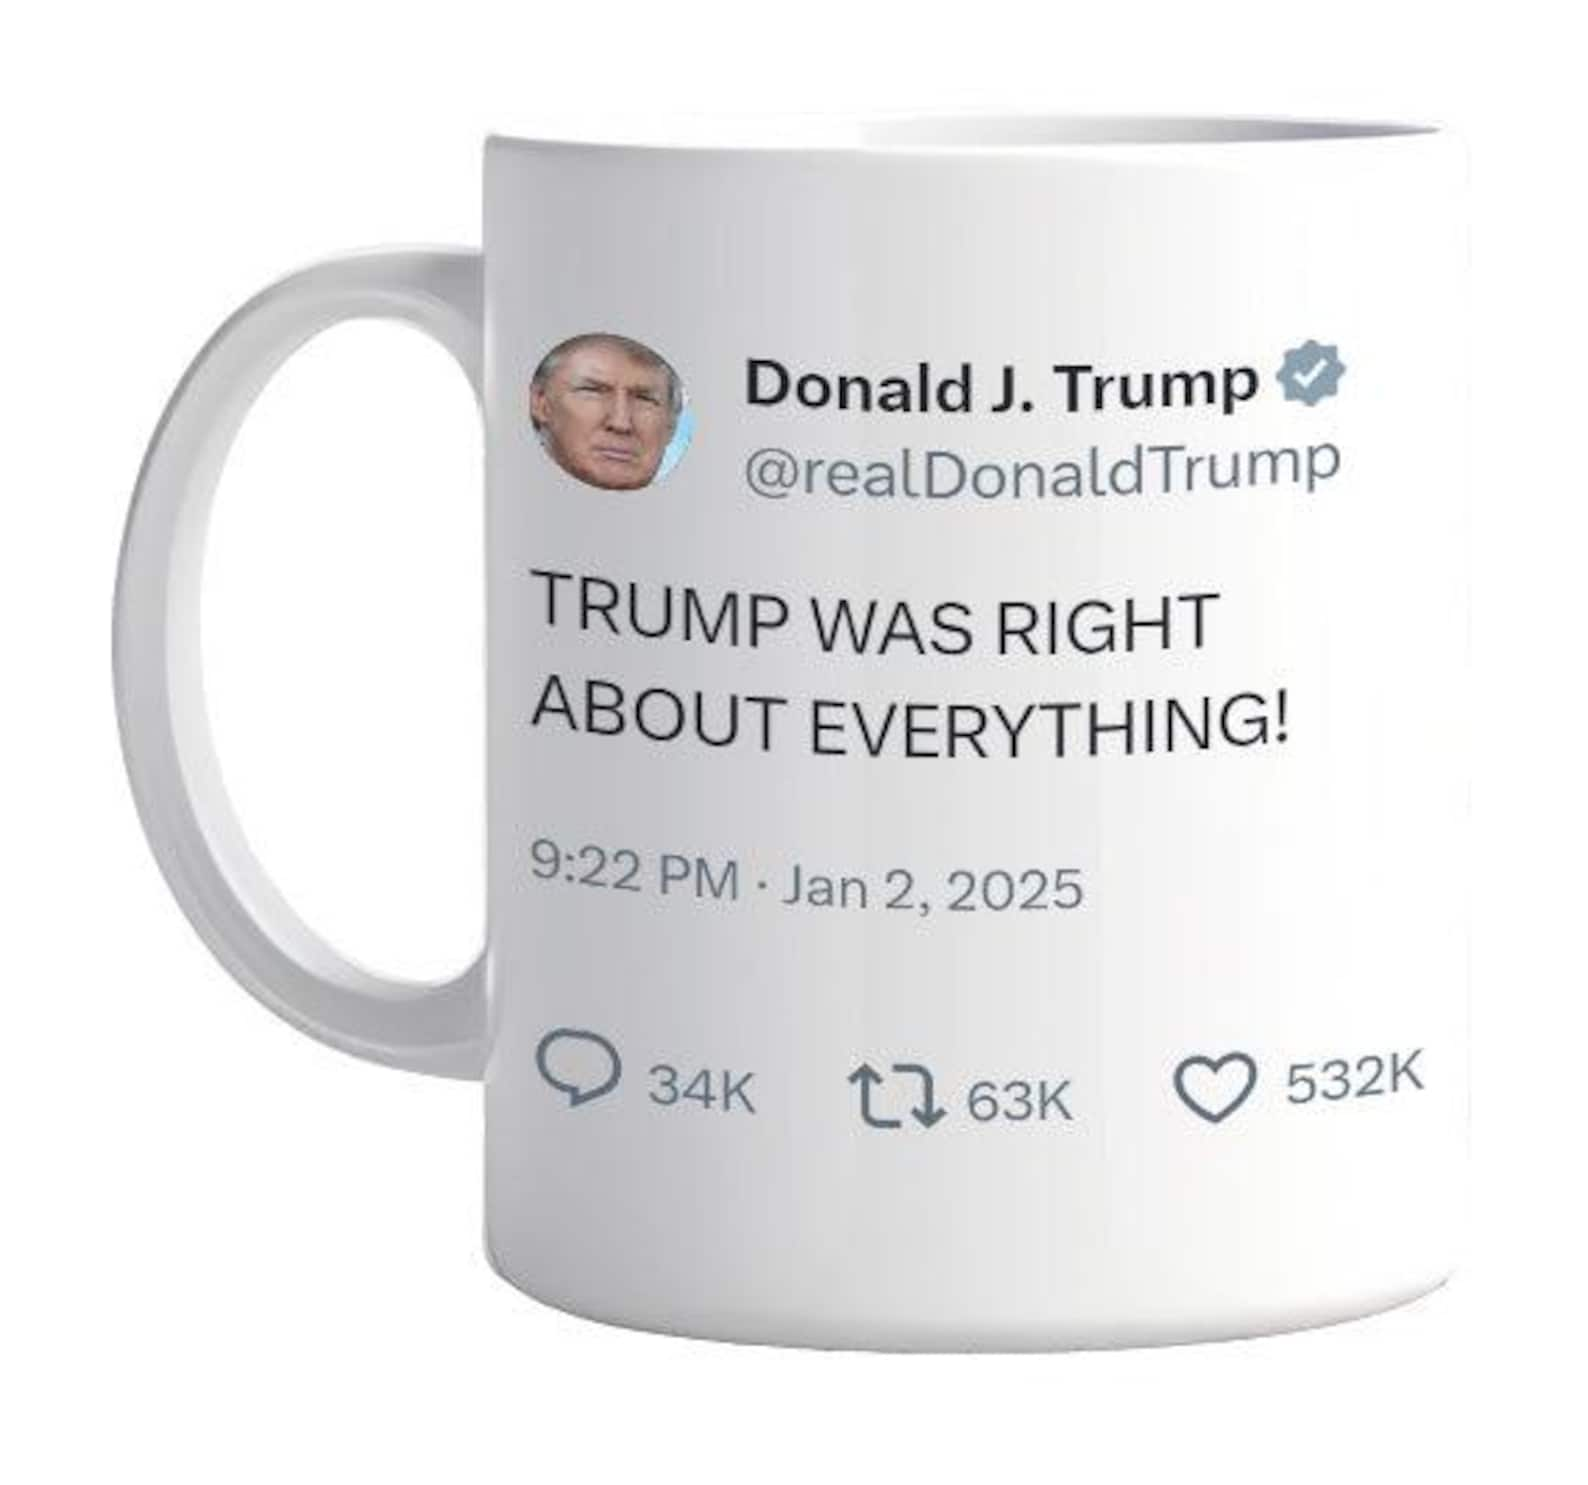 Donald J. Trump
@realDonaldTrump
TRUMP WAS RIGHT
ABOUT EVERYTHING!
9:22 PM · Jan 2, 2025
34K 63K 532K